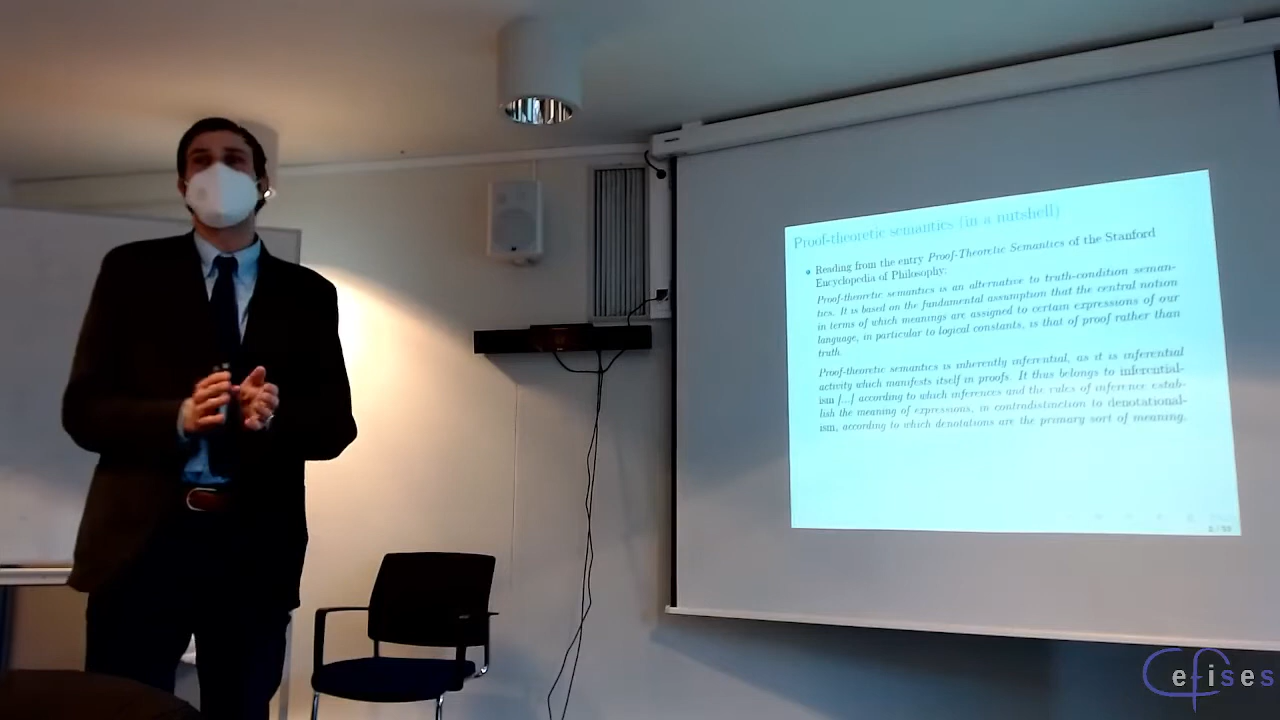 Proof-theoretic semantics (in a nutshell)
Reading from the entry Proof-Theoretic Semantics of the Stanford
Encyclopedia of Philosophy:
Proof-theoretic semantics is an alternative to truth-condition seman-
tics. It is based on the fundamental assumption that the central notion
in terms of which meanings are assigned to certain expressions of our
language, in particular to logical constants, is that of proof rather than
truth.
Proof-theoretic semantics is inherently inferential, as it is inferential
activity which manifests itself in proofs. It thus belongs to inferential-
ism [...] according to which inferences and the rules of inference estab-
lish the meaning of expressions, in contradistinction to denotational-
ism, according to which denotations are the primary sort of meaning.
Cefises